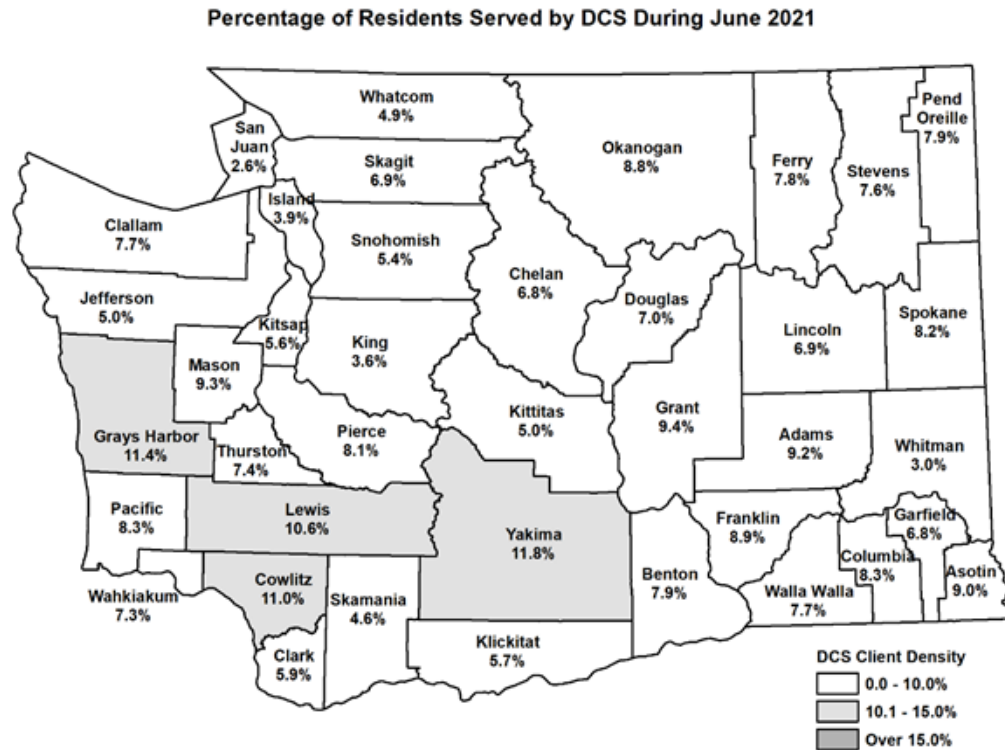 Percentage of Residents Served by DCS During June 2021
Whatcom
4.9%
San
Juan
2.6%
Skagit
6.9%
Island
3.9%
Okanogan
8.8%
Ferry
7.8%
Stevens
7.6%
Pend
Oreille
7.9%
Clallam
7.7%
Snohomish
5.4%
Chelan
6.8%
Douglas
7.0%
Jefferson
5.0%
Kitsap
5.6%
King
3.6%
Lincoln
6.9%
Spokane
8.2%
Mason
9.3%
Kittitas
5.0%
Grant
9.4%
Grays Harbor
11.4%
Thurston
7.4%
Pierce
8.1%
Adams
9.2%
Whitman
3.0%
Pacific
8.3%
Lewis
10.6%
Yakima
11.8%
Franklin
8.9%
Garfield
6.8%
Wahkiakum
7.3%
Cowlitz
11.0%
Skamania
4.6%
Benton
7.9%
Walla Walla
7.7%
Columbia
8.3%
Asotin
9.0%
Clark
5.9%
Klickitat
5.7%
DCS Client Density
0.0 - 10.0%
10.1 - 15.0%
Over 15.0%